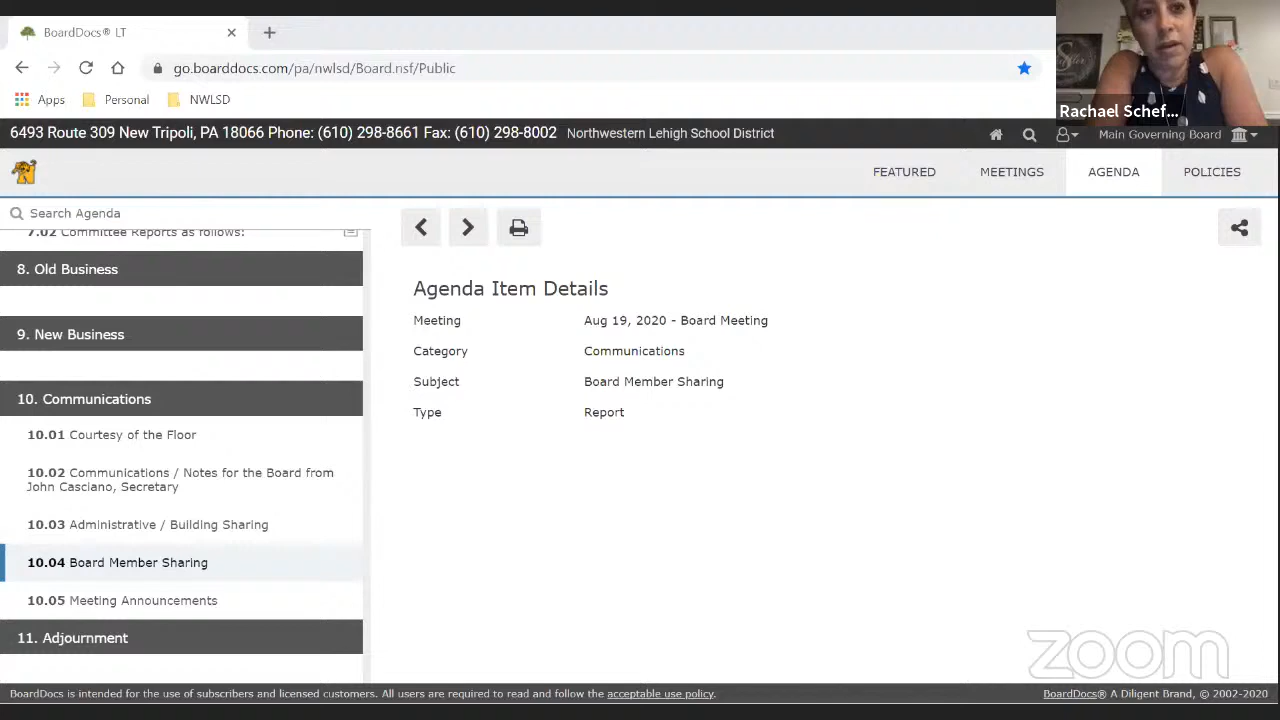 BoardDocs® LT
go.boarddocs.com/pa/nwlsd/Board.nsf/Public
Apps Personal NWLSD
Rachael Schef...
6493 Route 309 New Tripoli, PA 18066 Phone: (610) 298-8661 Fax: (610) 298-8002 Northwestern Lehigh School District
Main Governing Board
FEATURED MEETINGS AGENDA POLICIES
Search Agenda
7.02 Committee Reports as follows:
8. Old Business
9. New Business
10. Communications
10.01 Courtesy of the Floor
10.02 Communications / Notes for the Board from
John Casciano, Secretary
10.03 Administrative / Building Sharing
10.04 Board Member Sharing
10.05 Meeting Announcements
11. Adjournment
Agenda Item Details
Meeting Aug 19, 2020 - Board Meeting
Category Communications
Subject Board Member Sharing
Type Report
zoom
BoardDocs is intended for the use of subscribers and licensed customers. All users are required to read and follow the acceptable use policy.
BoardDocs® A Diligent Brand, © 2002-2020